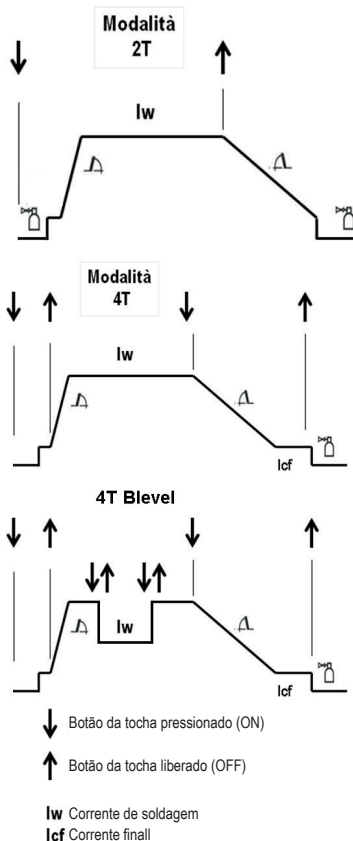 Modalità
2T
Iw
Modalità
4T
Iw
Icf
4T Blevel
Iw
Icf
Botão da tocha pressionado (ON)
Botão da tocha liberado (OFF)
Iw Corrente de soldagem
Icf Corrente finall